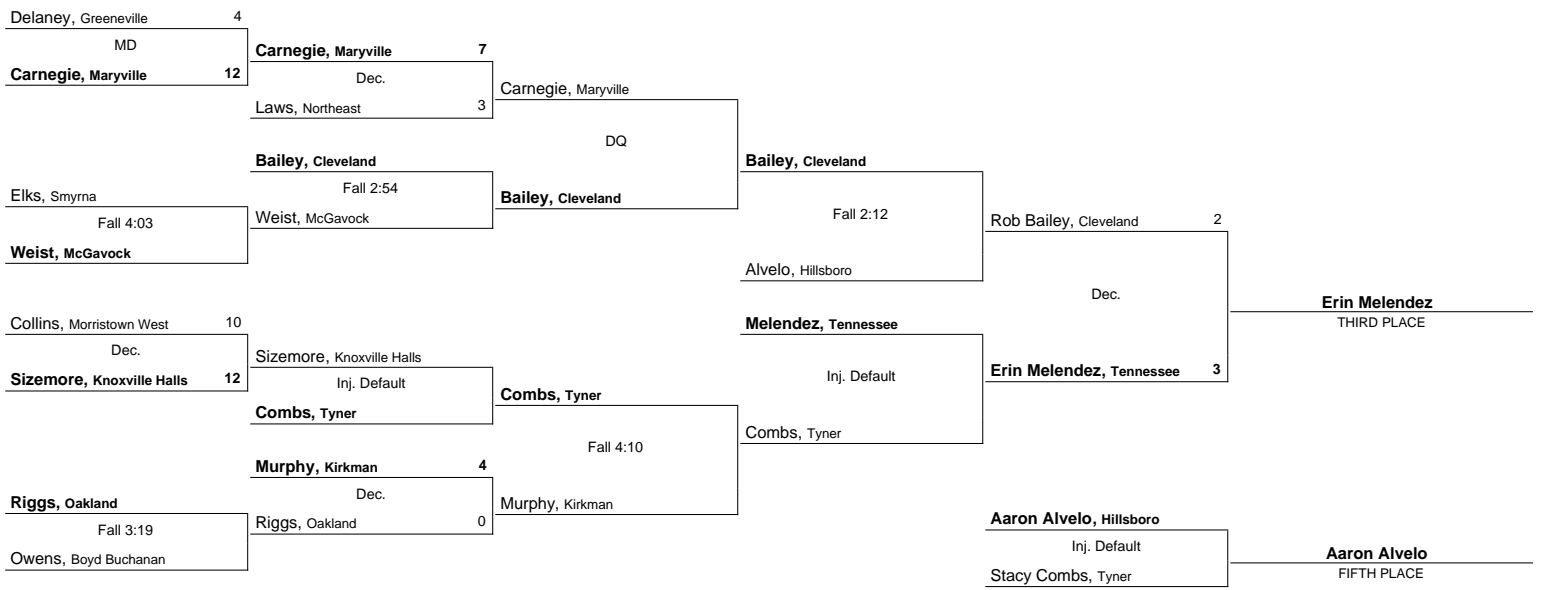 Delaney, Greeneville 4
MD
Carnegie, Maryville 12
Elks, Smyrna
Fall 4:03
Weist, McGavock
Collins, Morristown West 10
Dec.
Sizemore, Knoxville Halls 12
Riggs, Oakland
Fall 3:19
Owens, Boyd Buchanan
Carnegie, Maryville 7
Dec.
Laws, Northeast 3
Bailey, Cleveland
Fall 2:54
Weist, McGavock
Sizemore, Knoxville Halls
Inj. Default
Combs, Tyner
Murphy, Kirkman 4
Dec.
Riggs, Oakland 0
Carnegie, Maryville
DQ
Bailey, Cleveland
Combs, Tyner
Fall 4:10
Murphy, Kirkman
Bailey, Cleveland
Fall 2:12
Alvelo, Hillsboro
Melendez, Tennessee
Inj. Default
Combs, Tyner
Rob Bailey, Cleveland 2
Dec.
Erin Melendez, Tennessee 3
Erin Melendez
THIRD PLACE
Aaron Alvelo, Hillsboro
Inj. Default
Stacy Combs, Tyner
Aaron Alvelo
FIFTH PLACE